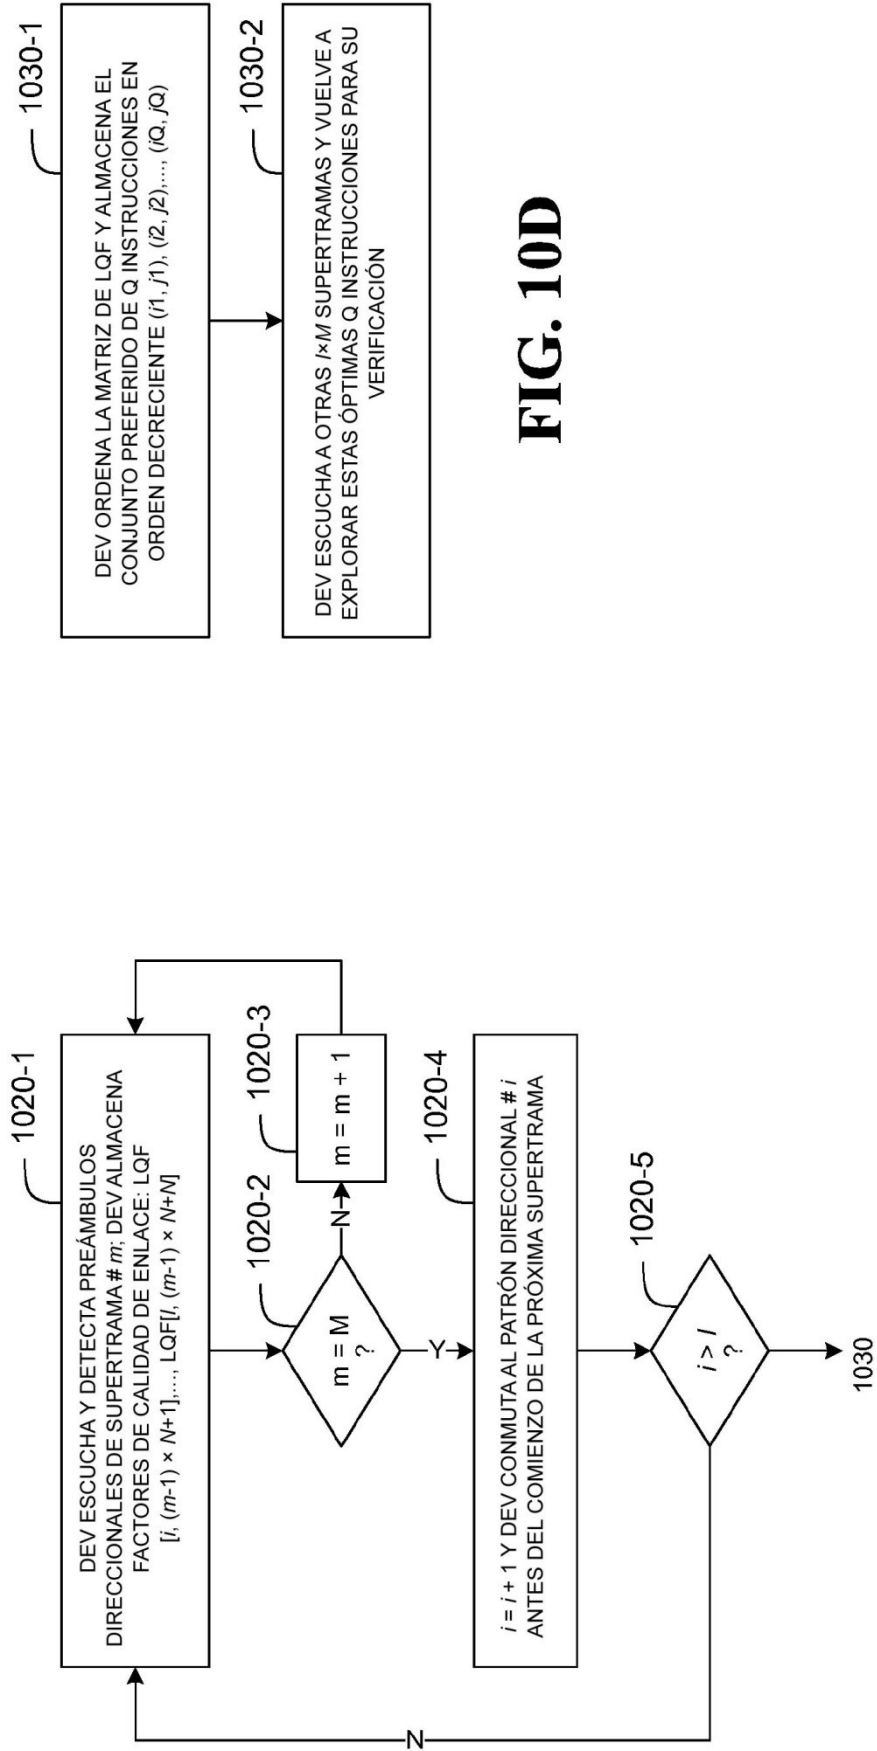 1020-1
DEV ESCUCHA Y DETECTA PREÁMBULOS
DIRECCIONALES DE SUPERTRAMA # m; DEV ALMACENA
FACTORES DE CALIDAD DE ENLACE: LQF
[i, (m-1) × N+1],..., LQF[I, (m-1) × N+N]
1020-2
m = M
?
N
1020-3
m = m + 1
Y
1020-4
i = i + 1 Y DEV CONMUTA AL PATRÓN DIRECCIONAL # i
ANTES DEL COMIENZO DE LA PRÓXIMA SUPERTRAMA
1020-5
i > I
?
N
1030
1030-1
DEV ORDENA LA MATRIZ DE LQF Y ALMACENA EL
CONJUNTO PREFERIDO DE Q INSTRUCCIONES EN
ORDEN DECRECIENTE (i1, j1), (i2, j2),..., (iQ, jQ)
1030-2
DEV ESCUCHA A OTRAS I×M SUPERTRAMAS Y VUELVE A
EXPLORAR ESTAS ÓPTIMAS Q INSTRUCCIONES PARA SU
VERIFICACIÓN
FIG. 10D